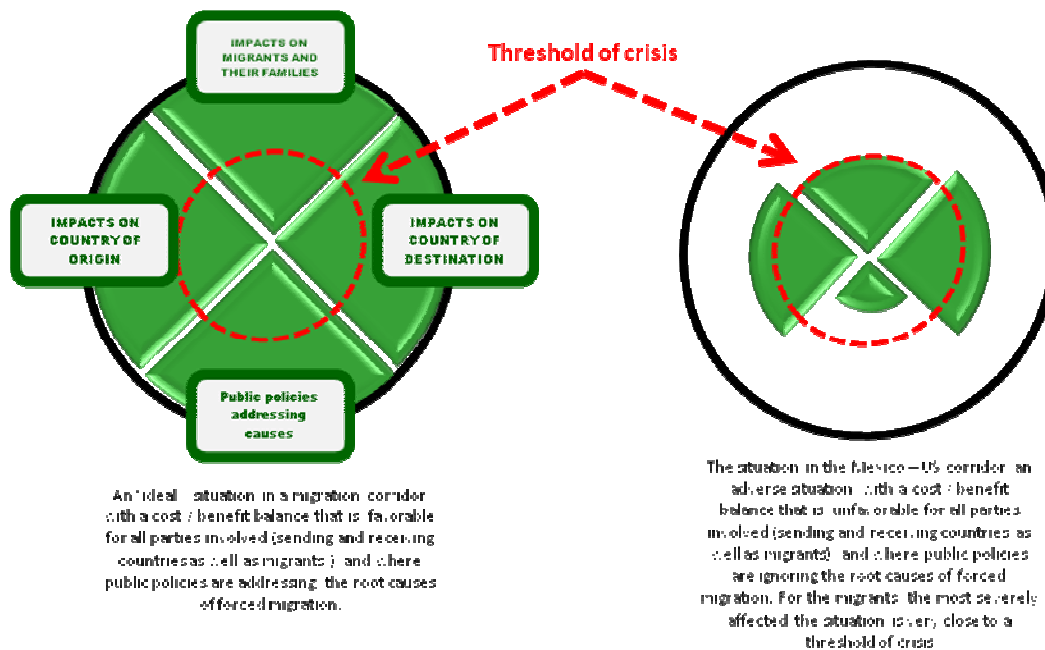 IMPACTS ON
MIGRANTS AND
THEIR FAMILIES
Threshold of crisis
IMPACTS ON
COUNTRY OF
ORIGIN
IMPACTS ON
COUNTRY OF
DESTINATION
Public policies
addressing
causes
An "ideal" situation in a migration corridor
with a cost / benefit balance that is favorable
for all parties involved (sending and receiving
countries as well as migrants), and where
public policies are addressing the root causes
of forced migration.
The situation in the Mexico – US corridor: an
adverse situation, with a cost / benefit
balance that is unfavorable for all parties
involved (sending and receiving countries as
well as migrants), and where public policies
are ignoring the root causes of forced
migration. For the migrants, the most severely
affected, the situation is very close to a
threshold of crisis